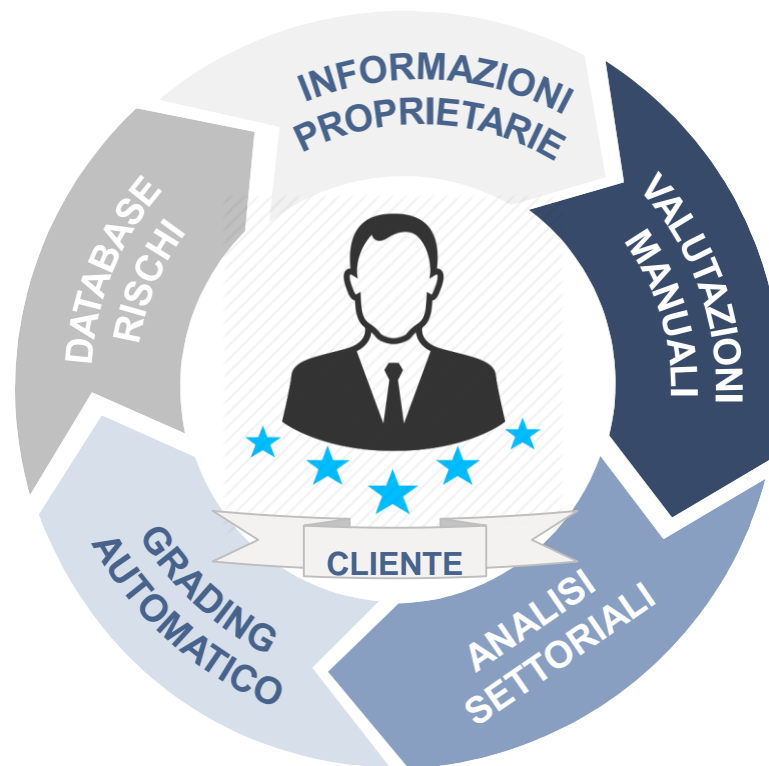 INFORMAZIONI
PROPRIETARIE
VALUTAZIONI
MANUALI
DATABASE
RISCHI
GRADING
AUTOMATICO
CLIENTE
ANALISI
SETTORIALI